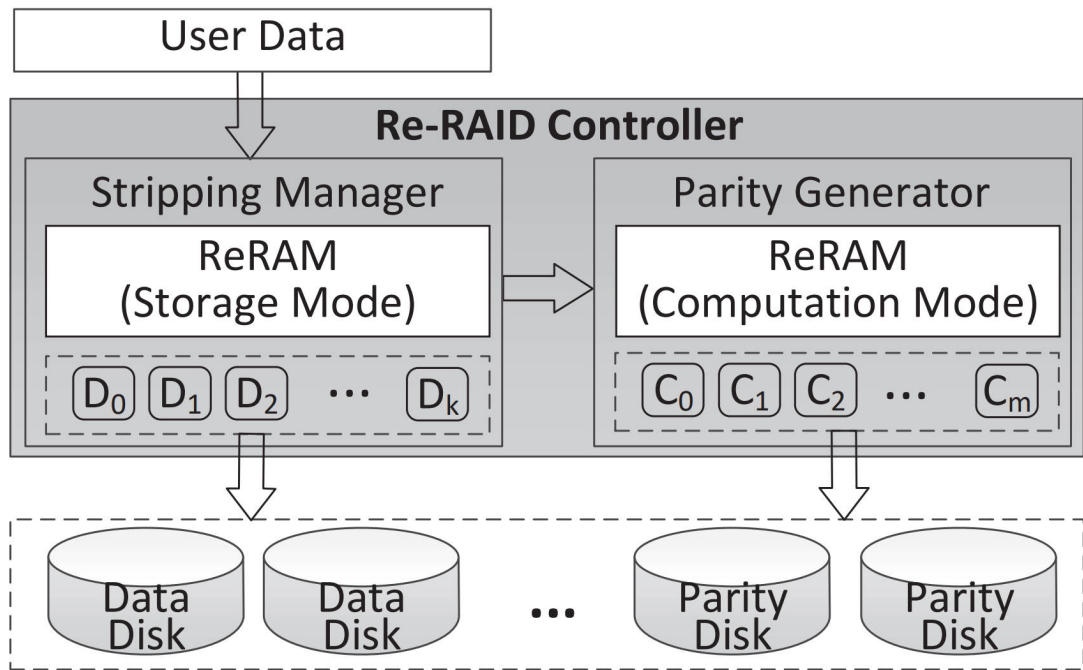 User Data
Re-RAID Controller
Stripping Manager
ReRAM
(Storage Mode)
D₀ D₁ D₂ ... Dₖ
Parity Generator
ReRAM
(Computation Mode)
C₀ C₁ C₂ ... Cₘ
Data
Disk
Data
Disk
...
Parity
Disk
Parity
Disk